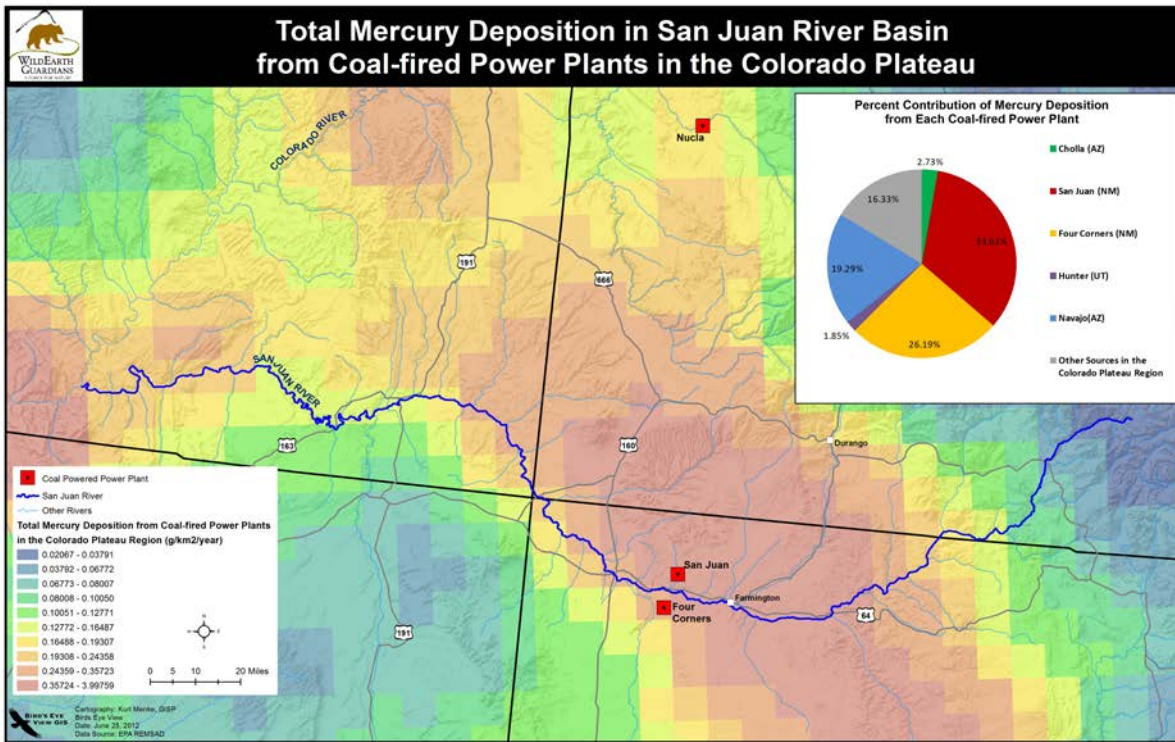 WILDEARTH
GUARDIANS
A FORCE FOR NATURE
Total Mercury Deposition in San Juan River Basin
from Coal-fired Power Plants in the Colorado Plateau
COLORADO RIVER
Nucla
191
666
SAN JUAN RIVER
163
160
Durango
San Juan
Four
Corners
Farmington
64
191
Percent Contribution of Mercury Deposition
from Each Coal-fired Power Plant
2.73%
16.33%
19.29%
1.85%
26.19%
Cholla (AZ)
San Juan (NM)
Four Corners (NM)
Hunter (UT)
Navajo(AZ)
Other Sources in the
Colorado Plateau Region
Coal Powered Power Plant
San Juan River
Other Rivers
Total Mercury Deposition from Coal-fired Power Plants
in the Colorado Plateau Region (g/km2/year)
0.02067 - 0.03791
0.03792 - 0.06772
0.06773 - 0.08007
0.08008 - 0.10050
0.10051 - 0.12771
0.12772 - 0.16487
0.16488 - 0.19307
0.19308 - 0.24358
0.24359 - 0.35723
0.35724 - 3.99759
0 5 10 20 Miles
BIRD'S EYE
VIEW GIS
Cartography: Kurt Menke, GISP
Birds Eye View
Date: June 25, 2012
Data Source: EPA REMSAD